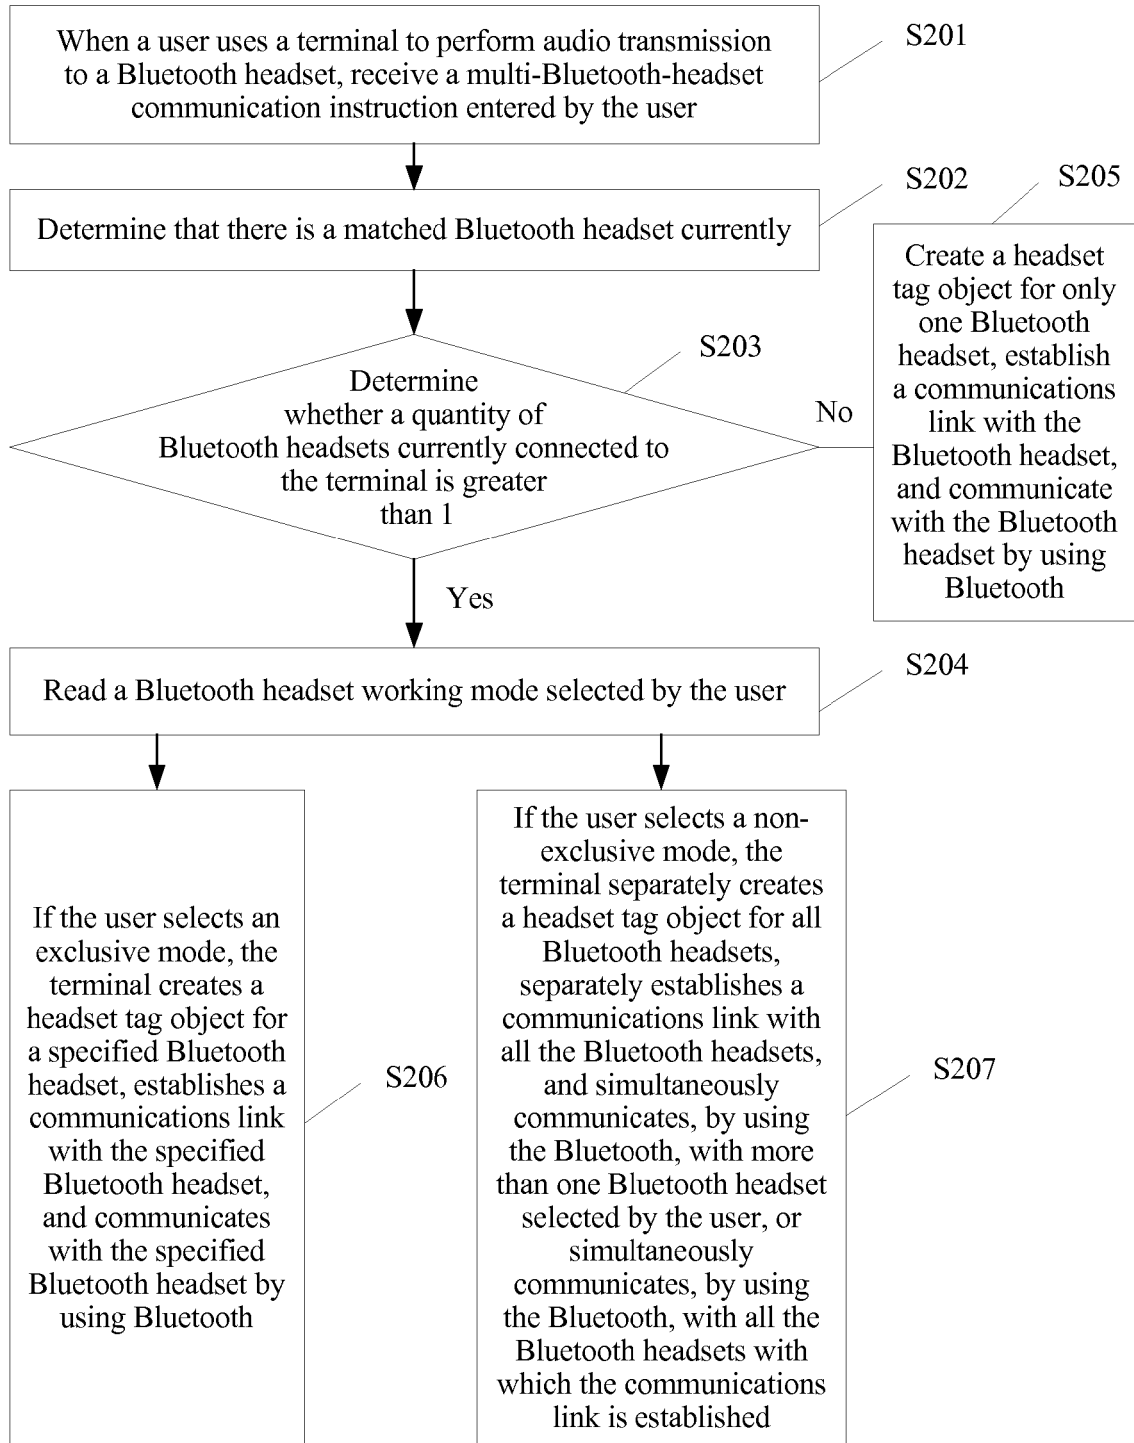 When a user uses a terminal to perform audio transmission
to a Bluetooth headset, receive a multi-Bluetooth-headset
communication instruction entered by the user
S201
Determine that there is a matched Bluetooth headset currently
S202
S205
Create a headset
tag object for only
one Bluetooth
headset, establish
a communications
link with the
Bluetooth headset,
and communicate
with the Bluetooth
headset by using
Bluetooth
S203
Determine
whether a quantity of
Bluetooth headsets currently connected to
the terminal is greater
than 1
No
Yes
Read a Bluetooth headset working mode selected by the user
S204
If the user selects an
exclusive mode, the
terminal creates a
headset tag object for
a specified Bluetooth
headset, establishes a
communications link
with the specified
Bluetooth headset,
and communicates
with the specified
Bluetooth headset by
using Bluetooth
S206
If the user selects a non-
exclusive mode, the
terminal separately creates
a headset tag object for all
Bluetooth headsets,
separately establishes a
communications link with
all the Bluetooth headsets,
and simultaneously
communicates, by using
the Bluetooth, with more
than one Bluetooth headset
selected by the user, or
simultaneously
communicates, by using
the Bluetooth, with all the
Bluetooth headsets with
which the communications
link is established
S207